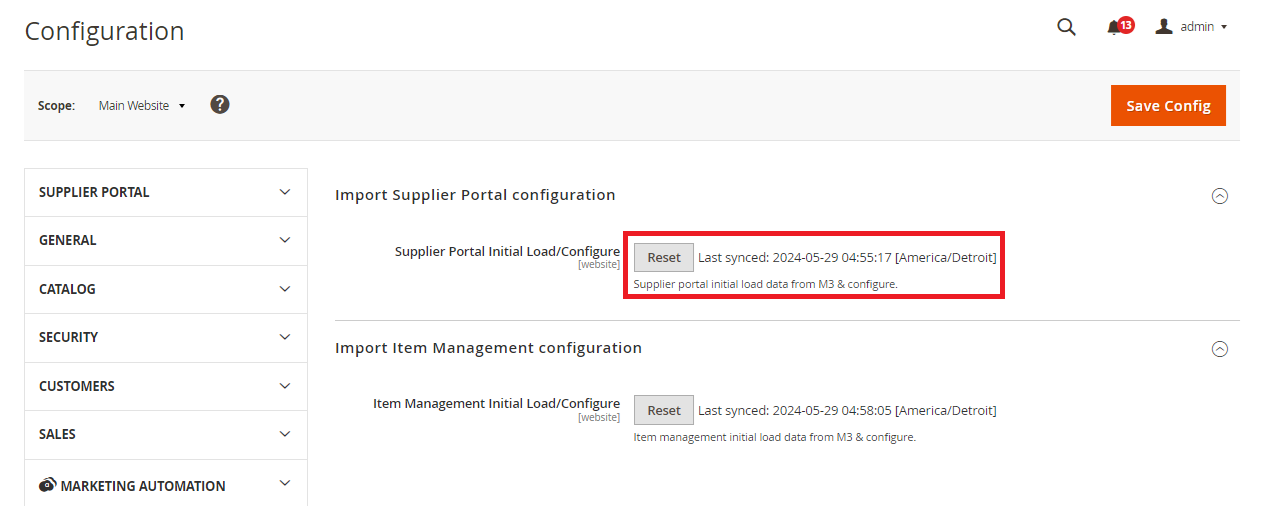 Configuration
13
admin
Scope:
Main Website
?
Save Config
SUPPLIER PORTAL
GENERAL
CATALOG
SECURITY
CUSTOMERS
SALES
MARKETING AUTOMATION
Import Supplier Portal configuration
Supplier Portal Initial Load/Configure
[website]
Reset
Last synced: 2024-05-29 04:55:17 [America/Detroit]
Supplier portal initial load data from M3 & configure.
Import Item Management configuration
Item Management Initial Load/Configure
[website]
Reset
Last synced: 2024-05-29 04:58:05 [America/Detroit]
Item management initial load data from M3 & configure.